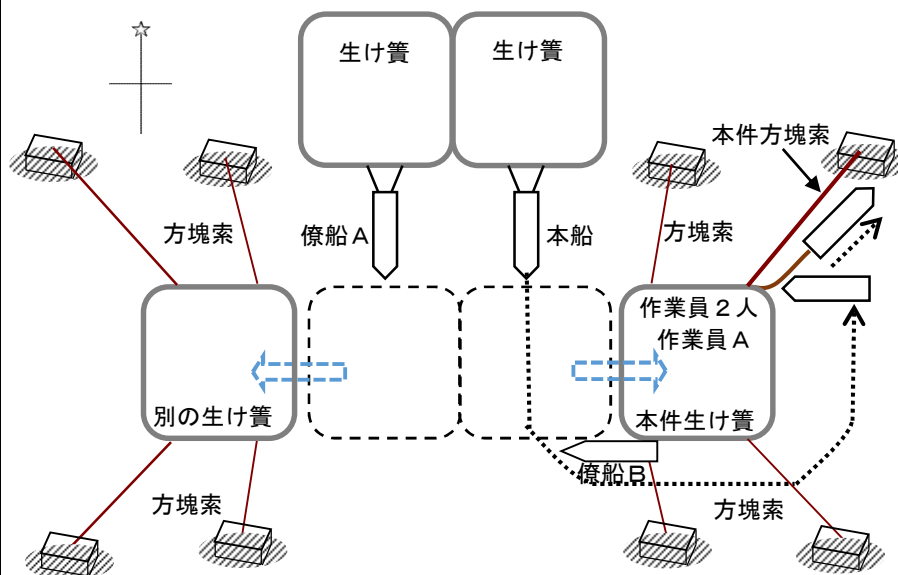 生け簀
生け簀
本件方塊索
方塊索
僚船A
本船
方塊索
作業員2人
作業員A
別の生け簀
本件生け簀
僚船B
方塊索
方塊索